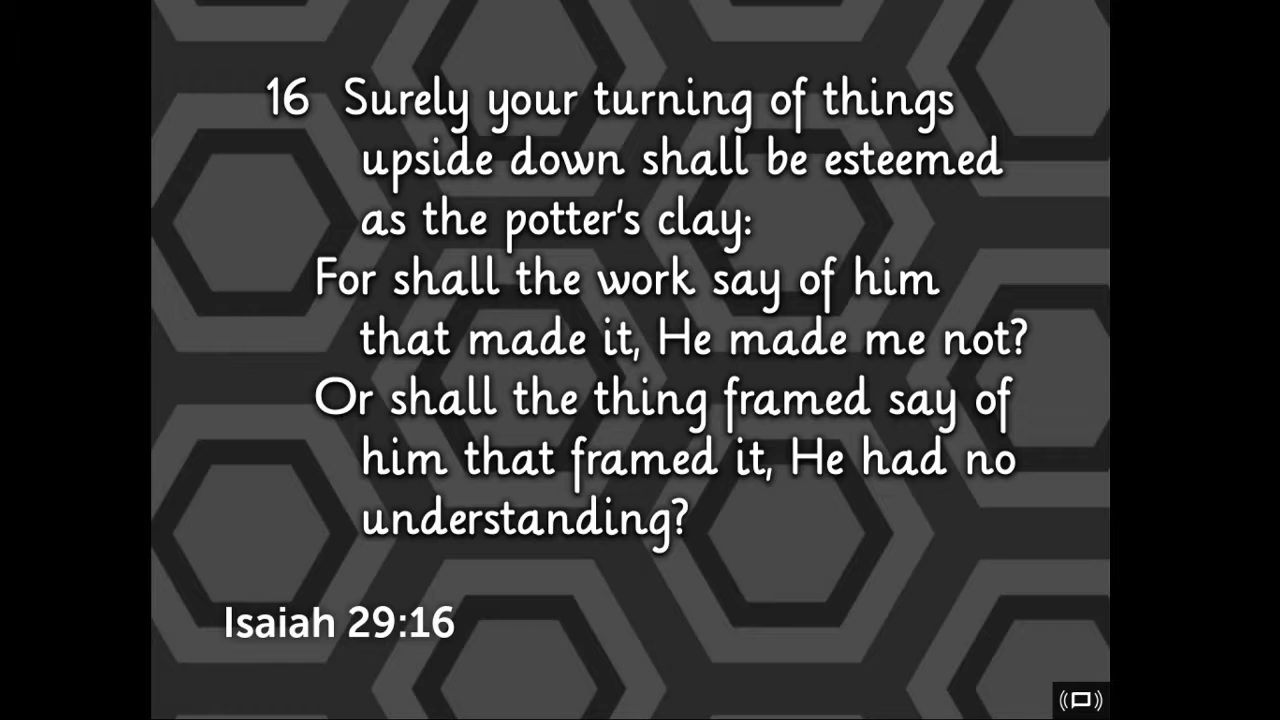 16 Surely your turning of things
upside down shall be esteemed
as the potter's clay:
For shall the work say of him
that made it, He made me not?
Or shall the thing framed say of
him that framed it, He had no
understanding?
Isaiah 29:16